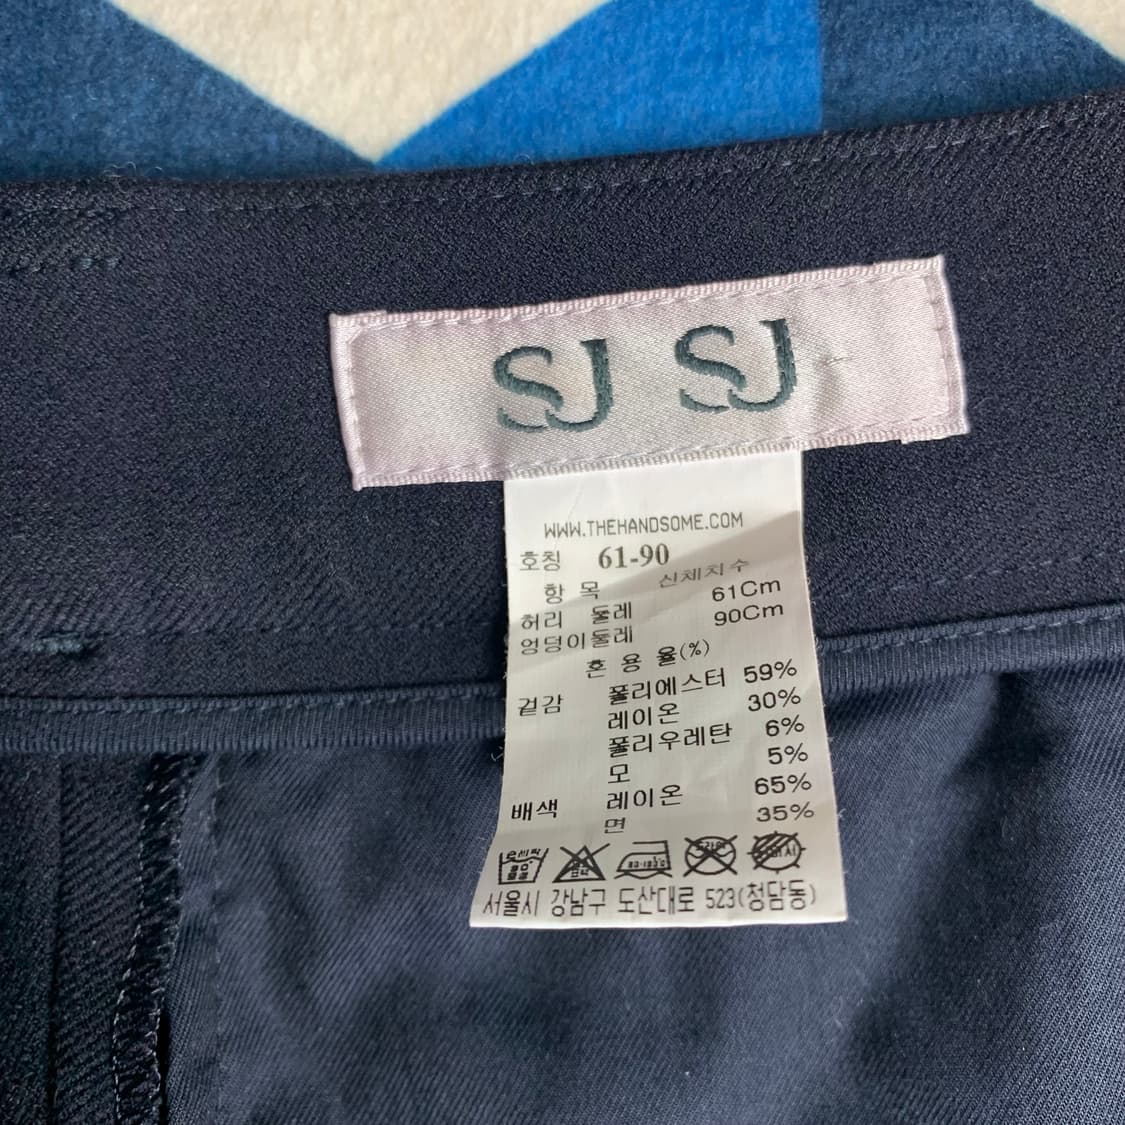 SJ SJ
WWW.THEHANDSOME.COM
호칭 61-90
항 목 신체치수
허리 둘레 61Cm
엉덩이둘레 90Cm
혼 용 율(%)
겉감 폴리에스터 59%
레이온 30%
폴리우레탄 6%
모 5%
배색 레이온 65%
면 35%
서울시 강남구 도산대로 523(청담동)